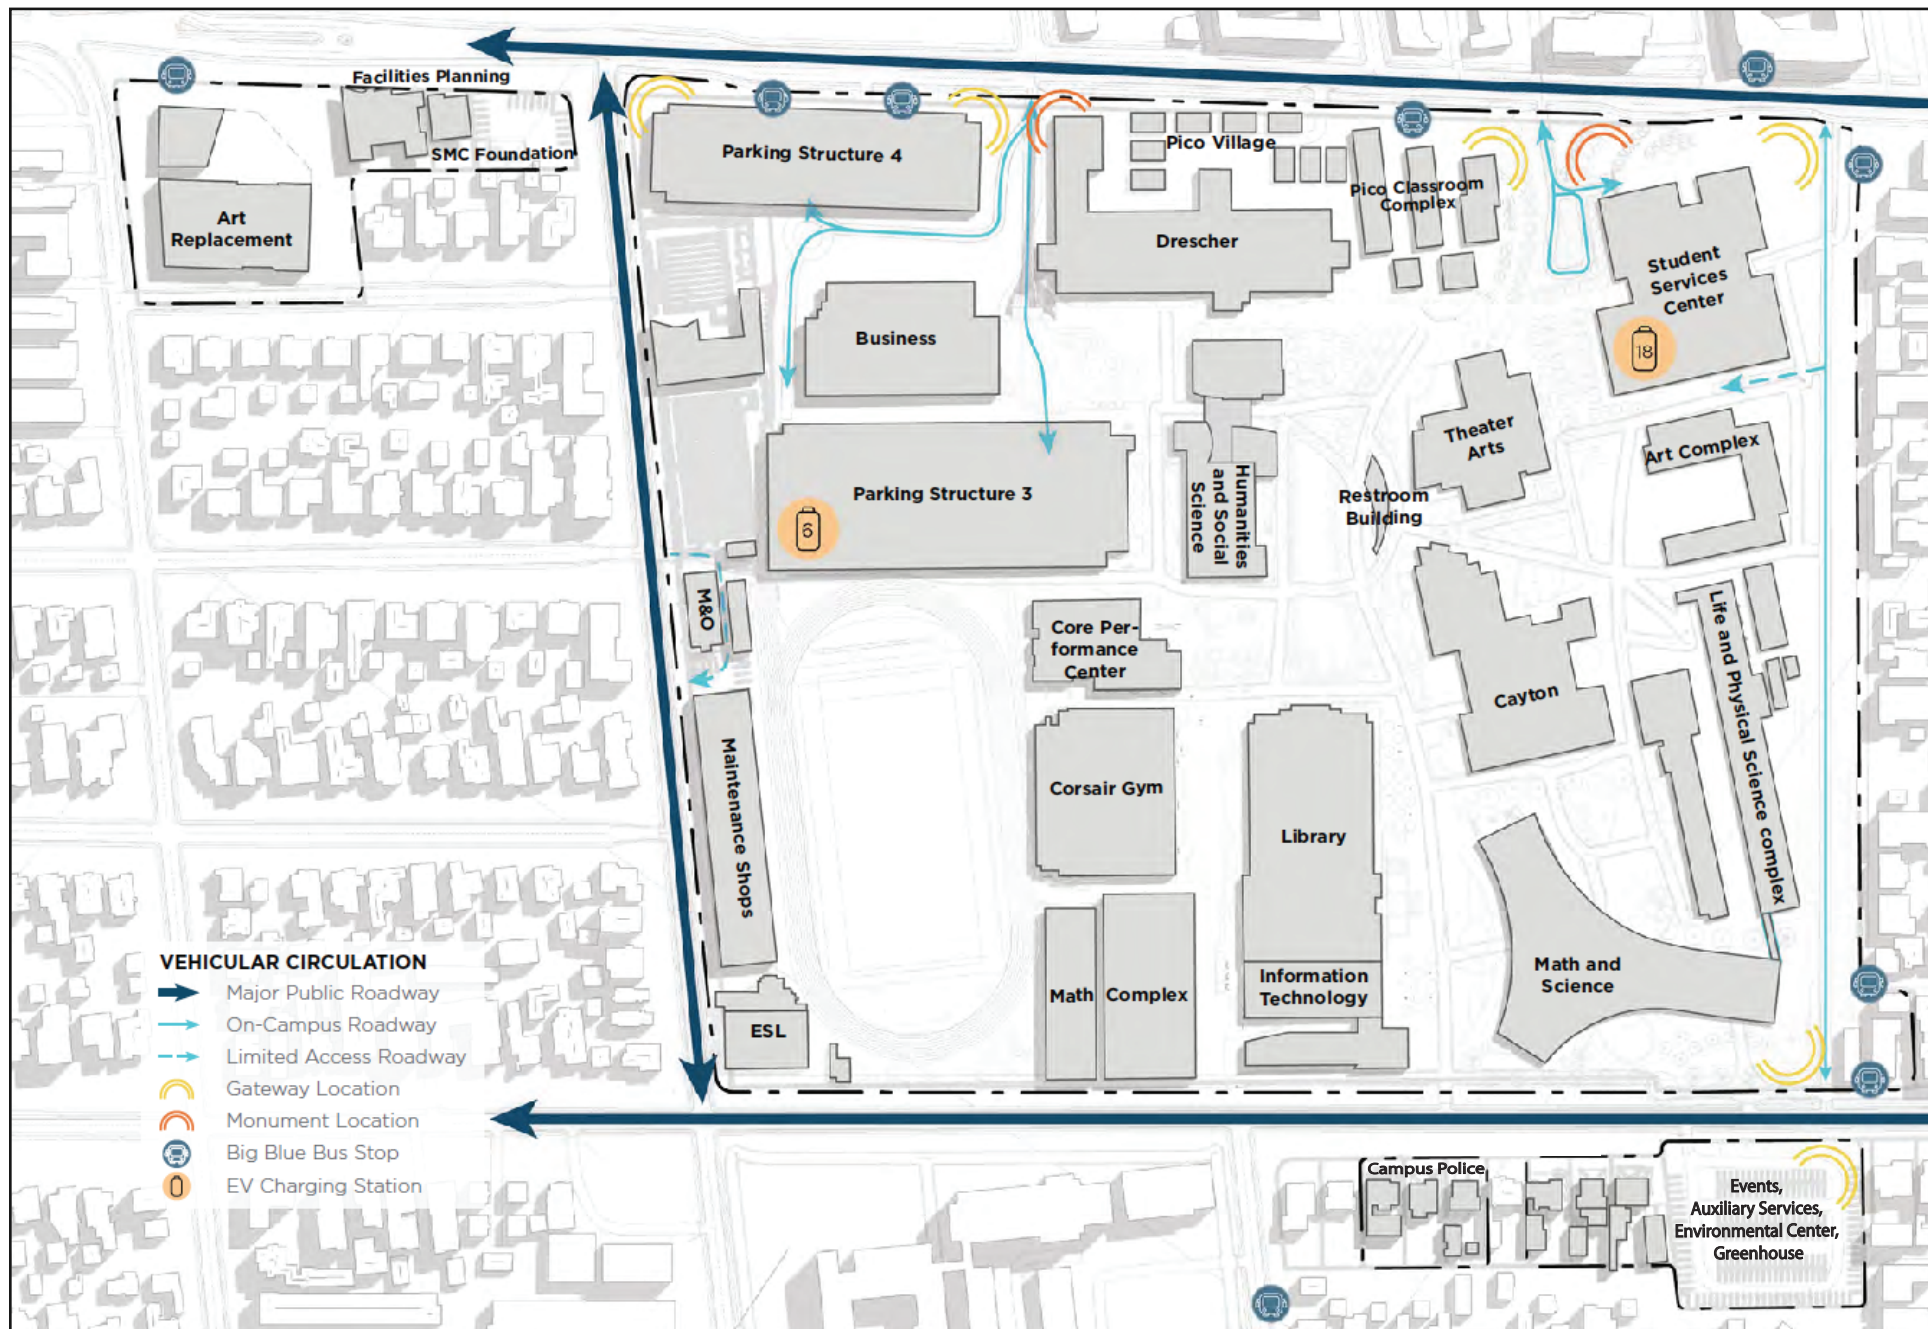 Facilities Planning
SMC Foundation
Art
Replacement
Parking Structure 4
Pico Village
Pico Classroom
Complex
Drescher
Student
Services
Center
18
Business
Theater
Arts
Art Complex
Parking Structure 3
6
Humanities
and Social
Science
Restroom
Building
M&O
Core Per-
formance
Center
Life and Physical Science complex
Cayton
Maintenance Shops
Corsair Gym
Library
Math and
Science
Information
Technology
Math Complex
ESL
VEHICULAR CIRCULATION
Major Public Roadway
On-Campus Roadway
Limited Access Roadway
Gateway Location
Monument Location
Big Blue Bus Stop
EV Charging Station
Campus Police
Events,
Auxiliary Services,
Environmental Center,
Greenhouse